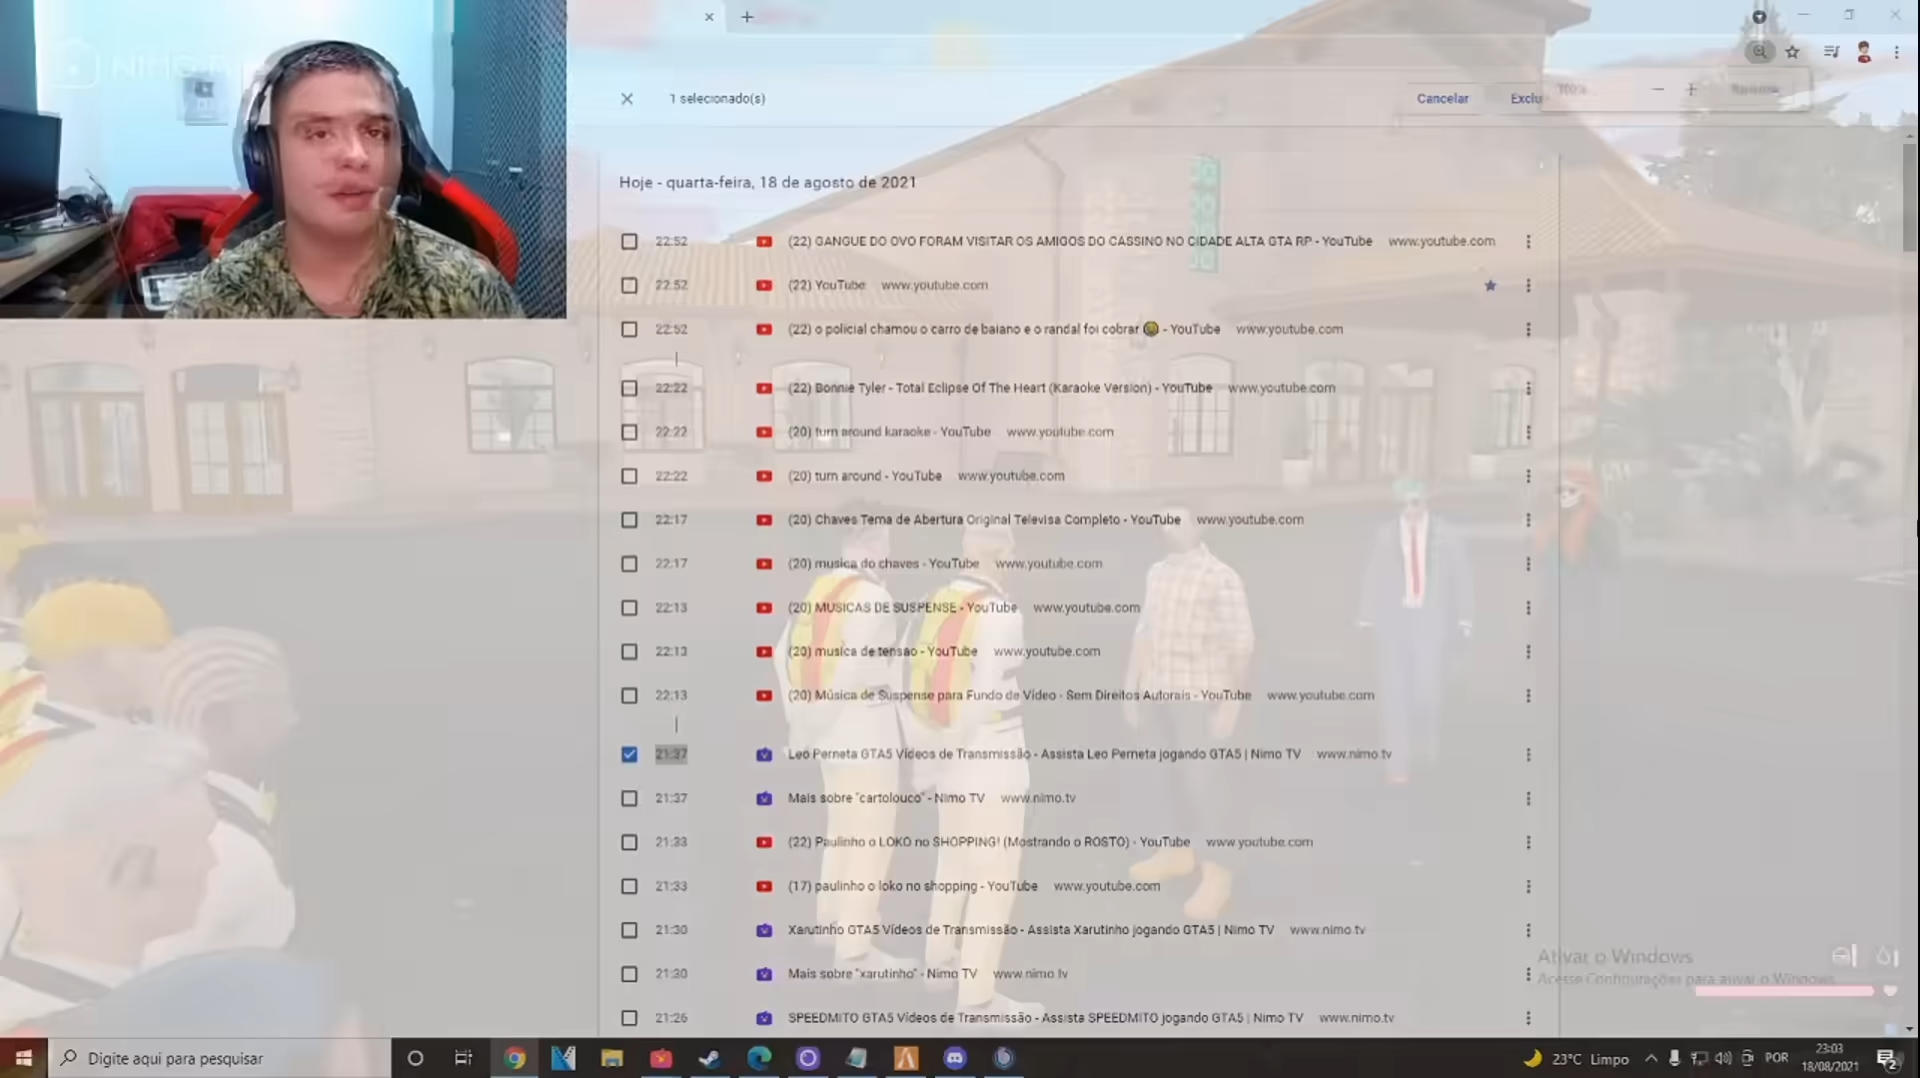 NIMO TV
1 selecionado(s)
Cancelar
Exclu
100%
Hoje - quarta-feira, 18 de agosto de 2021
22:52 (22) GANGUE DO OVO FORAM VISITAR OS AMIGOS DO CASSINO NO CIDADE ALTA GTA RP - YouTube www.youtube.com
22:52 (22) YouTube www.youtube.com
22:52 (22) o policial chamou o carro de baiano e o randal foi cobrar - YouTube www.youtube.com
22:22 (22) Bonnie Tyler - Total Eclipse Of The Heart (Karaoke Version) - YouTube www.youtube.com
22:22 (20) turn around karaoke - YouTube www.youtube.com
22:22 (20) turn around - YouTube www.youtube.com
22:17 (20) Chaves Tema de Abertura Original Televisa Completo - YouTube www.youtube.com
22:17 (20) musica do chaves - YouTube www.youtube.com
22:13 (20) MUSICAS DE SUSPENSE - YouTube www.youtube.com
22:13 (20) musica de tensao - YouTube www.youtube.com
22:13 (20) Música de Suspense para Fundo de Vídeo - Sem Direitos Autorais - YouTube www.youtube.com
21:37 Leo Perneta GTA5 Vídeos de Transmissão - Assista Leo Perneta jogando GTA5 | Nimo TV www.nimo.tv
21:37 Mais sobre "cartolouco" - Nimo TV www.nimo.tv
21:33 (22) Paulinho o LOKO no SHOPPING! (Mostrando o ROSTO) - YouTube www.youtube.com
21:33 (17) paulinho o loko no shopping - YouTube www.youtube.com
21:30 Xarutinho GTA5 Vídeos de Transmissão - Assista Xarutinho jogando GTA5 | Nimo TV www.nimo.tv
21:30 Mais sobre "xarutinho" - Nimo TV www.nimo.tv
21:26 SPEEDMITO GTA5 Vídeos de Transmissão - Assista SPEEDMITO jogando GTA5 | Nimo TV www.nimo.tv
Ativar o Windows
Acesse Configurações para ativar o Windows.
Digite aqui para pesquisar
23°C Limpo
POR
23:03
18/08/2021
2